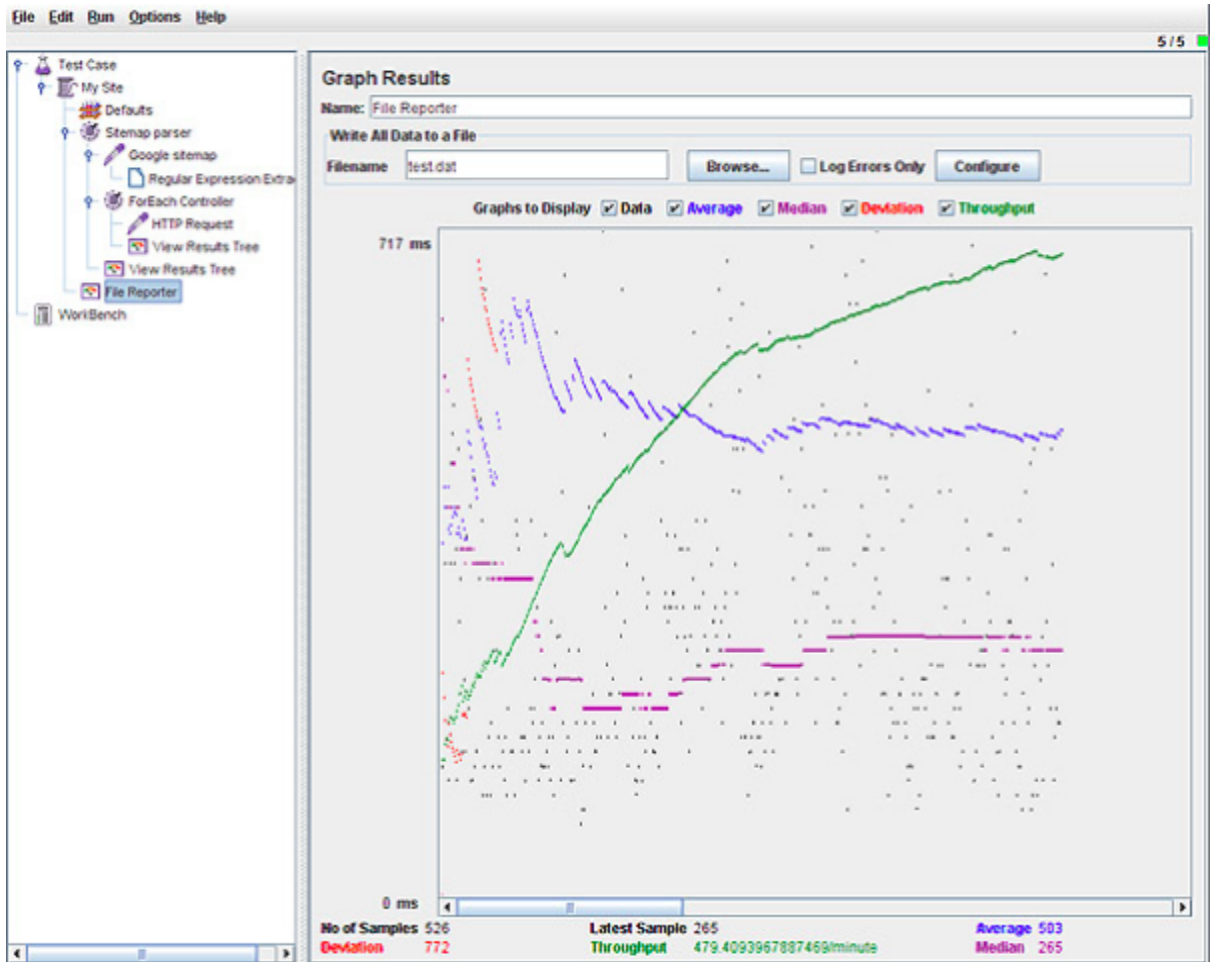 File Edit Run Options Help
5 / 5
Test Case
My Site
Defaults
Sitemap parser
Google sitemap
Regular Expression Extra
ForEach Controller
HTTP Request
View Results Tree
View Results Tree
File Reporter
WorkBench
Graph Results
Name: File Reporter
Write All Data to a File
Filename test.dat Browse... Log Errors Only Configure
Graphs to Display Data Average Median Deviation Throughput
717 ms
0 ms
No of Samples 526 Latest Sample 265 Average 503
Deviation 772 Throughput 479.4093967887469/minute Median 265